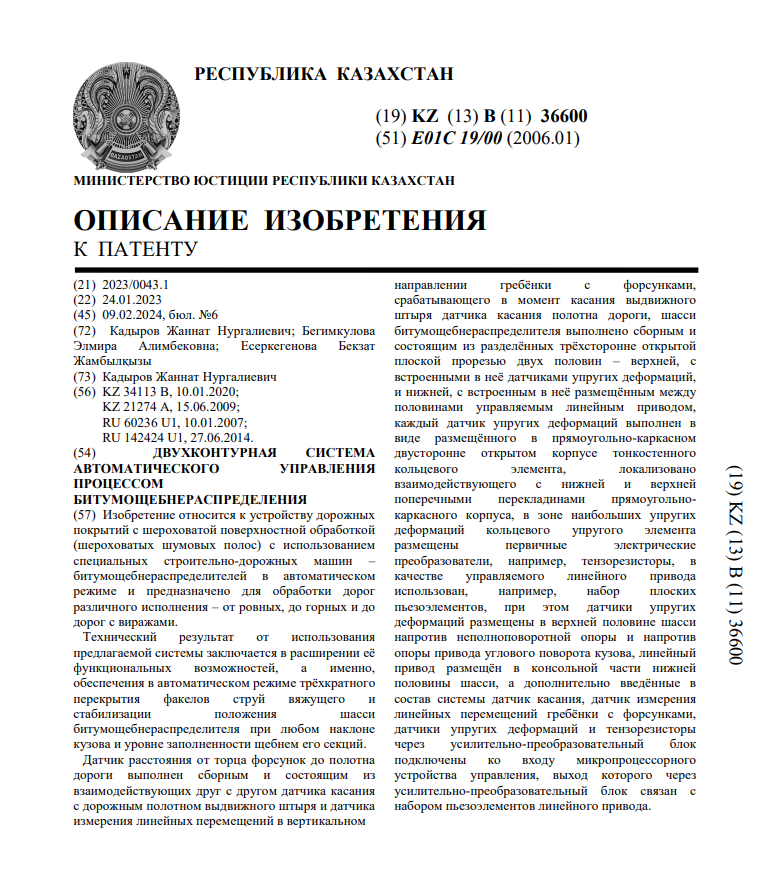 РЕСПУБЛИКА КАЗАХСТАН
(19) KZ (13) B (11) 36600
(51) E01C 19/00 (2006.01)
QAZAQSTAN
МИНИСТЕРСТВО ЮСТИЦИИ РЕСПУБЛИКИ КАЗАХСТАН
ОПИСАНИЕ ИЗОБРЕТЕНИЯ
К ПАТЕНТУ
(21) 2023/0043.1
(22) 24.01.2023
(45) 09.02.2024, бюл. №6
(72) Кадыров Жаннат Нургалиевич; Бегимкулова
Элмира Алимбековна; Есеркегенова Бекзат
Жамбылқызы
(73) Кадыров Жаннат Нургалиевич
(56) KZ 34113 B, 10.01.2020;
KZ 21274 A, 15.06.2009;
RU 60236 U1, 10.01.2007;
RU 142424 U1, 27.06.2014.
(54) ДВУХКОНТУРНАЯ СИСТЕМА
АВТОМАТИЧЕСКОГО УПРАВЛЕНИЯ
ПРОЦЕССОМ
БИТУМОЩЕБНЕРАСПРЕДЕЛЕНИЯ
(57) Изобретение относится к устройству дорожных
покрытий с шероховатой поверхностной обработкой
(шероховатых шумовых полос) с использованием
специальных строительно-дорожных машин –
битумощебнераспределителей в автоматическом
режиме и предназначено для обработки дорог
различного исполнения – от ровных, до горных и до
дорог с виражами.
Технический результат от использования
предлагаемой системы заключается в расширении её
функциональных возможностей, а именно,
обеспечения в автоматическом режиме трёхкратного
перекрытия факелов струй вяжущего и
стабилизации положения шасси
битумощебнераспределителя при любом наклоне
кузова и уровне заполненности щебнем его секций.
Датчик расстояния от торца форсунок до полотна
дороги выполнен сборным и состоящим из
взаимодействующих друг с другом датчика касания
с дорожным полотном выдвижного штыря и датчика
измерения линейных перемещений в вертикальном
направлении гребёнки с форсунками,
срабатывающего в момент касания выдвижного
штыря датчика касания полотна дороги, шасси
битумощебнераспределителя выполнено сборным и
состоящим из разделённых трёхсторонне открытой
плоской прорезью двух половин – верхней, с
встроенными в неё датчиками упругих деформаций,
и нижней, с встроенным в неё размещённым между
половинами управляемым линейным приводом,
каждый датчик упругих деформаций выполнен в
виде размещённого в прямоугольно-каркасном
двусторонне открытом корпусе тонкостенного
кольцевого элемента, локализовано
взаимодействующего с нижней и верхней
поперечными перекладинами прямоугольно-
каркасного корпуса, в зоне наибольших упругих
деформаций кольцевого упругого элемента
размещены первичные электрические
преобразователи, например, тензорезисторы, в
качестве управляемого линейного привода
использован, например, набор плоских
пьезоэлементов, при этом датчики упругих
деформаций размещены в верхней половине шасси
напротив неполноповоротной опоры и напротив
опоры привода углового поворота кузова, линейный
привод размещён в консольной части нижней
половины шасси, а дополнительно введённые в
состав системы датчик касания, датчик измерения
линейных перемещений гребёнки с форсунками,
датчики упругих деформаций и тензорезисторы
через усилительно-преобразовательный блок
подключены ко входу микропроцессорного
устройства управления, выход которого через
усилительно-преобразовательный блок связан с
набором пьезоэлементов линейного привода.
(19) KZ (13) B (11) 36600